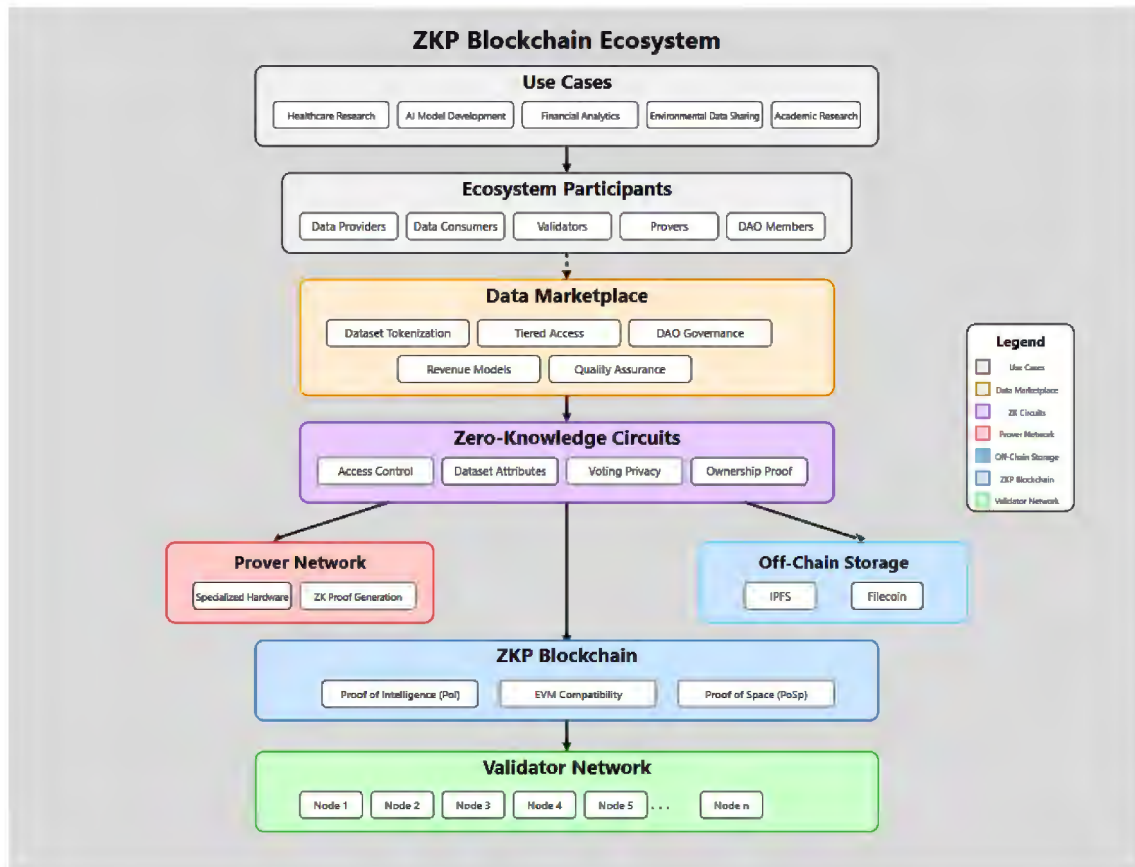 ZKP Blockchain Ecosystem
Use Cases
Healthcare Research AI Model Development Financial Analytics Environmental Data Sharing Academic Research
Ecosystem Participants
Data Providers Data Consumers Validators Provers DAO Members
Data Marketplace
Dataset Tokenization Tiered Access DAO Governance
Revenue Models Quality Assurance
Zero-Knowledge Circuits
Access Control Dataset Attributes Voting Privacy Ownership Proof
Prover Network
Specialized Hardware ZK Proof Generation
Off-Chain Storage
IPFS Filecoin
ZKP Blockchain
Proof of Intelligence (PoI) EVM Compatibility Proof of Space (PoSp)
Validator Network
Node 1 Node 2 Node 3 Node 4 Node 5 . . . Node n
Legend
Use Cases
Data Marketplace
ZK Circuits
Prover Network
Off-Chain Storage
ZKP Blockchain
Validator Network